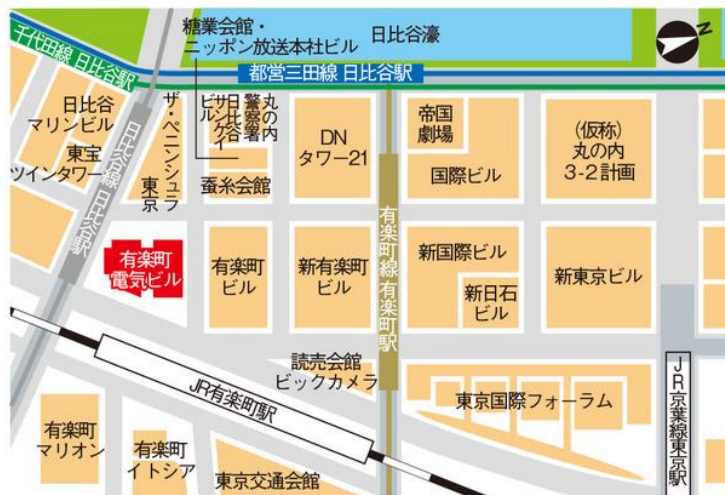 糖業会館・
ニッポン放送本社ビル
日比谷濠
N
千代田線 日比谷駅
都営三田線 日比谷駅
日比谷
マリンビル
東宝
ツインタワー
日比谷線 日比谷駅
ザ・ペニンシュラ
東京
丸の内
警察署
日比谷
サンケイ
ビル
蚕糸会館
DN
タワー21
帝国
劇場
国際ビル
(仮称)
丸の内
3-2計画
有楽町
電気ビル
有楽町
ビル
新有楽町
ビル
有楽町線 有楽町駅
新国際ビル
新日石
ビル
新東京ビル
読売会館
ビックカメラ
JR有楽町駅
東京国際フォーラム
JR京葉線東京駅
有楽町
マリオン
有楽町
イトシア
東京交通会館